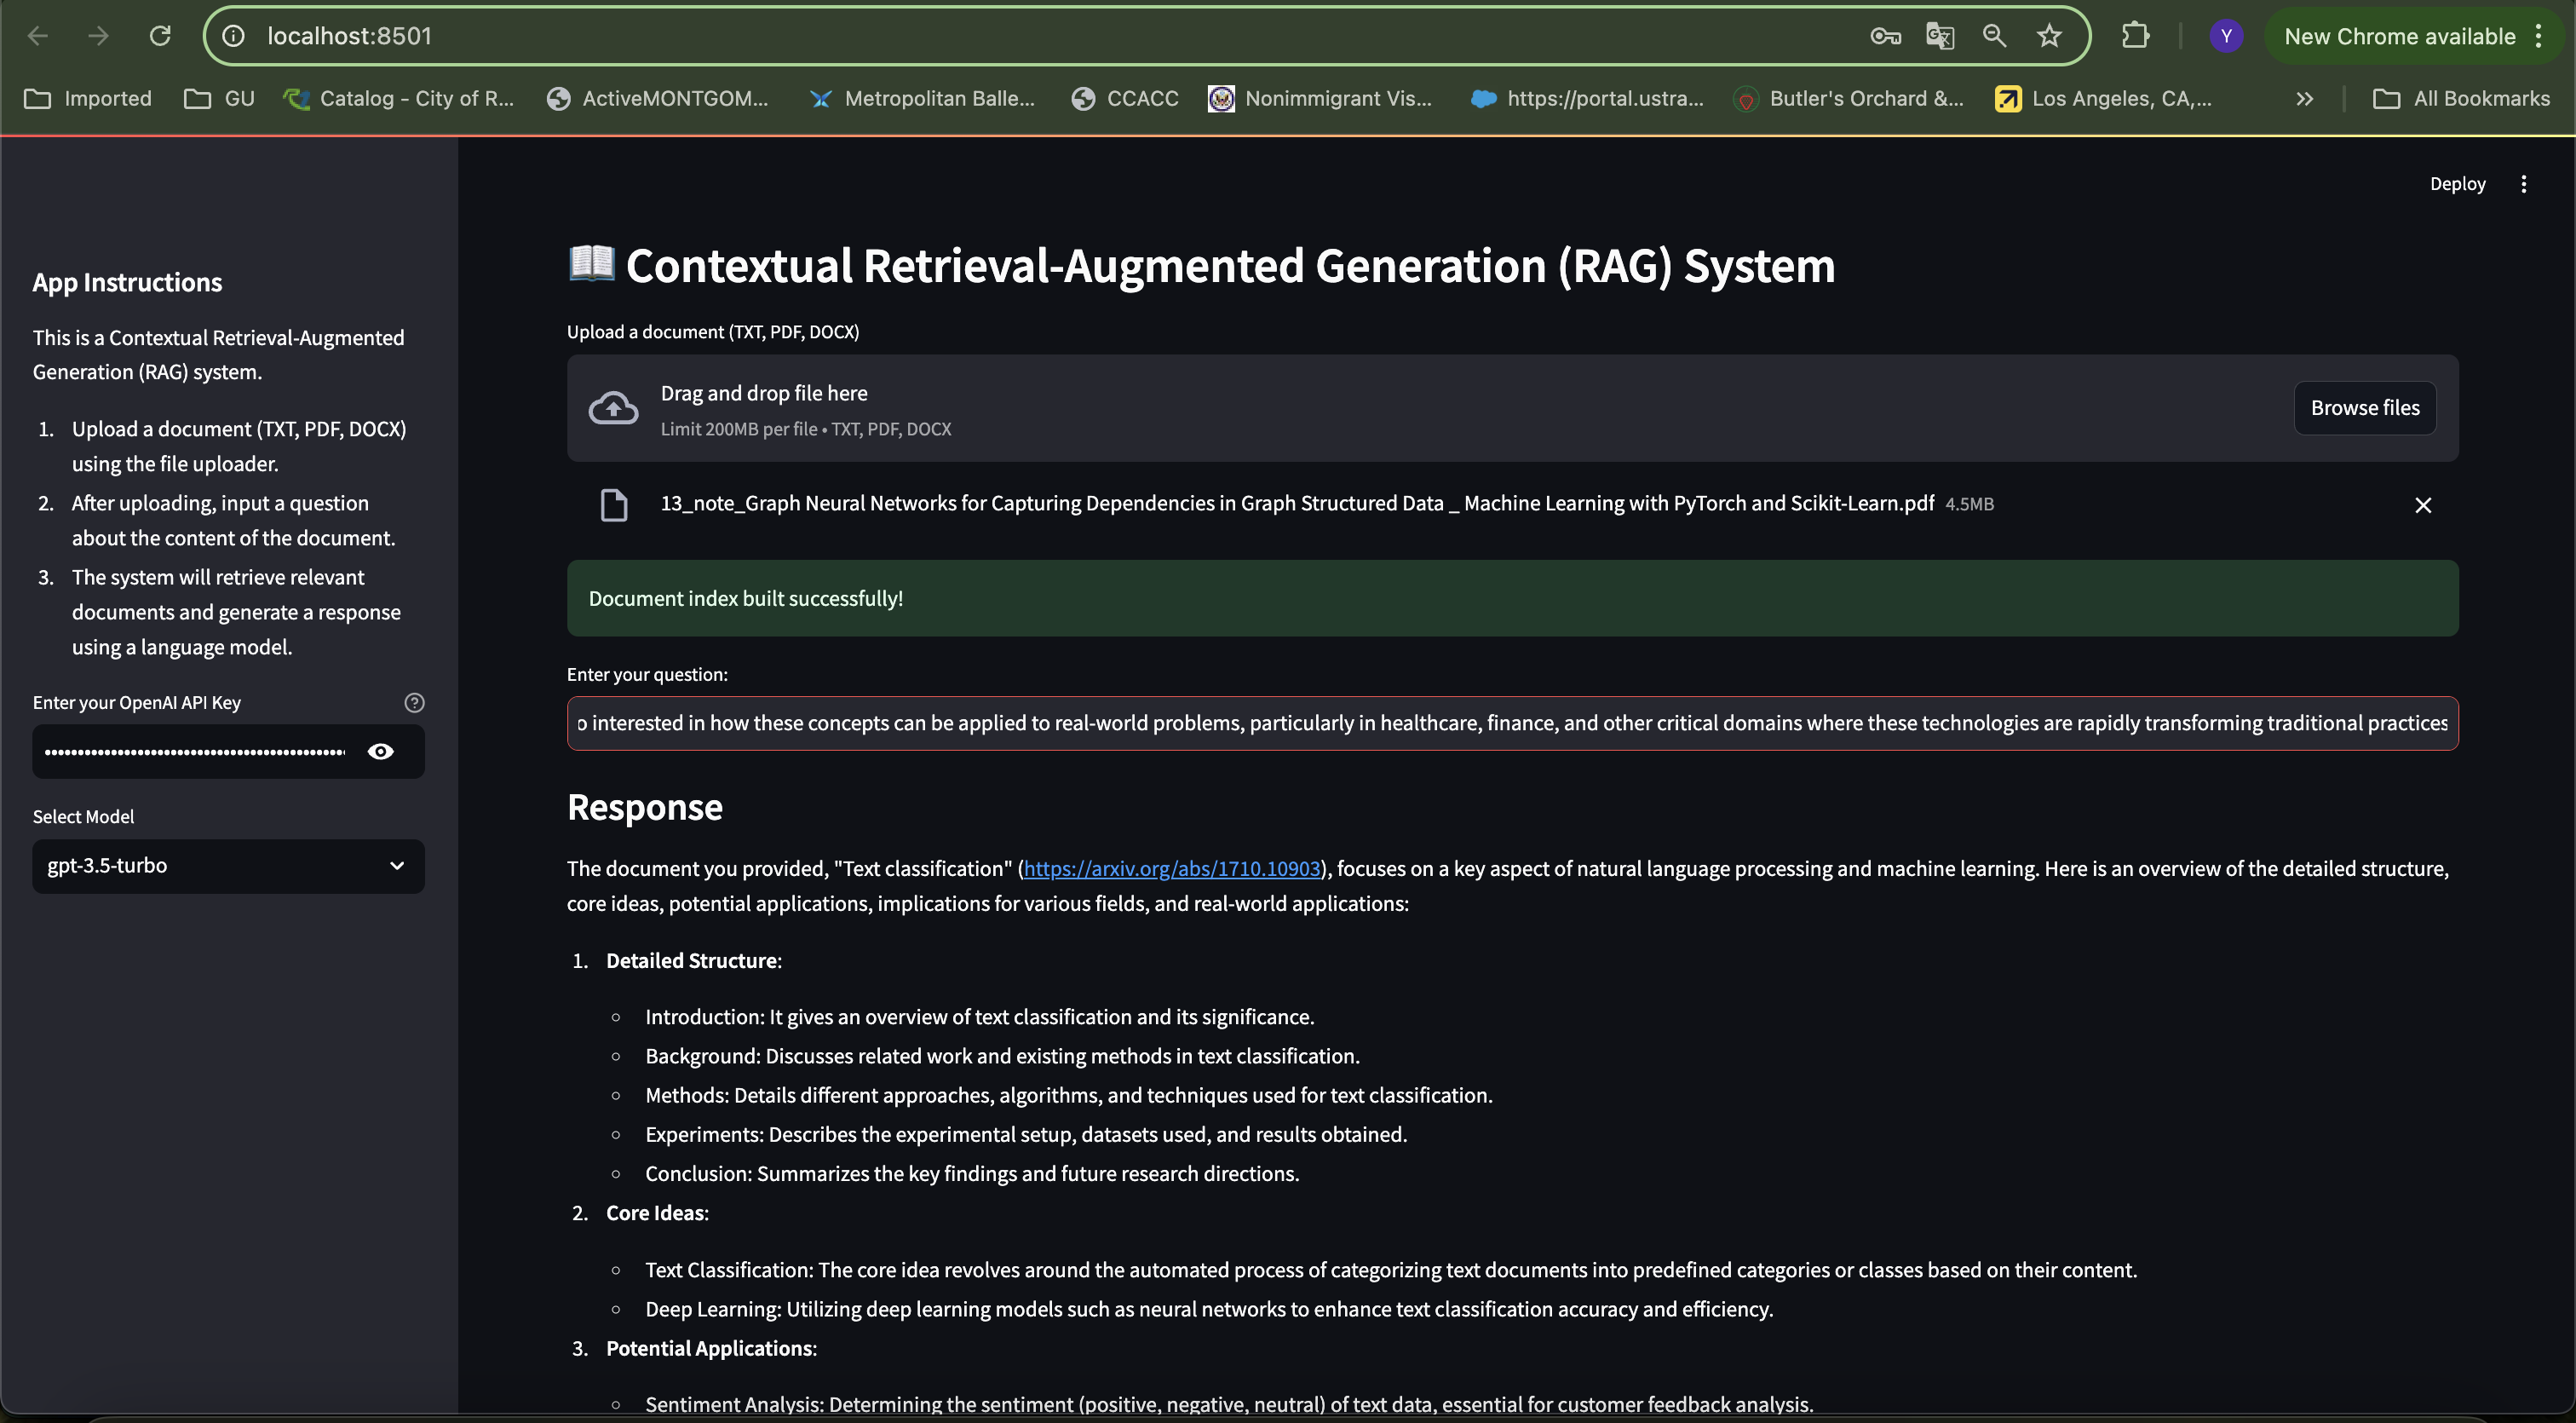 localhost:8501
Y
New Chrome available
Imported
GU
Catalog - City of R...
ActiveMONTGOM...
Metropolitan Balle...
CCACC
Nonimmigrant Vis...
https://portal.ustra...
Butler's Orchard &...
Los Angeles, CA,...
All Bookmarks
Deploy
App Instructions
This is a Contextual Retrieval-Augmented
Generation (RAG) system.
1. Upload a document (TXT, PDF, DOCX)
using the file uploader.
2. After uploading, input a question
about the content of the document.
3. The system will retrieve relevant
documents and generate a response
using a language model.
Enter your OpenAI API Key
Select Model
gpt-3.5-turbo
Contextual Retrieval-Augmented Generation (RAG) System
Upload a document (TXT, PDF, DOCX)
Drag and drop file here
Limit 200MB per file • TXT, PDF, DOCX
Browse files
13_note_Graph Neural Networks for Capturing Dependencies in Graph Structured Data _ Machine Learning with PyTorch and Scikit-Learn.pdf 4.5MB
Document index built successfully!
Enter your question:
o interested in how these concepts can be applied to real-world problems, particularly in healthcare, finance, and other critical domains where these technologies are rapidly transforming traditional practices
Response
The document you provided, "Text classification" (https://arxiv.org/abs/1710.10903), focuses on a key aspect of natural language processing and machine learning. Here is an overview of the detailed structure,
core ideas, potential applications, implications for various fields, and real-world applications:
1. Detailed Structure:
○ Introduction: It gives an overview of text classification and its significance.
○ Background: Discusses related work and existing methods in text classification.
○ Methods: Details different approaches, algorithms, and techniques used for text classification.
○ Experiments: Describes the experimental setup, datasets used, and results obtained.
○ Conclusion: Summarizes the key findings and future research directions.
2. Core Ideas:
○ Text Classification: The core idea revolves around the automated process of categorizing text documents into predefined categories or classes based on their content.
○ Deep Learning: Utilizing deep learning models such as neural networks to enhance text classification accuracy and efficiency.
3. Potential Applications:
○ Sentiment Analysis: Determining the sentiment (positive, negative, neutral) of text data, essential for customer feedback analysis.